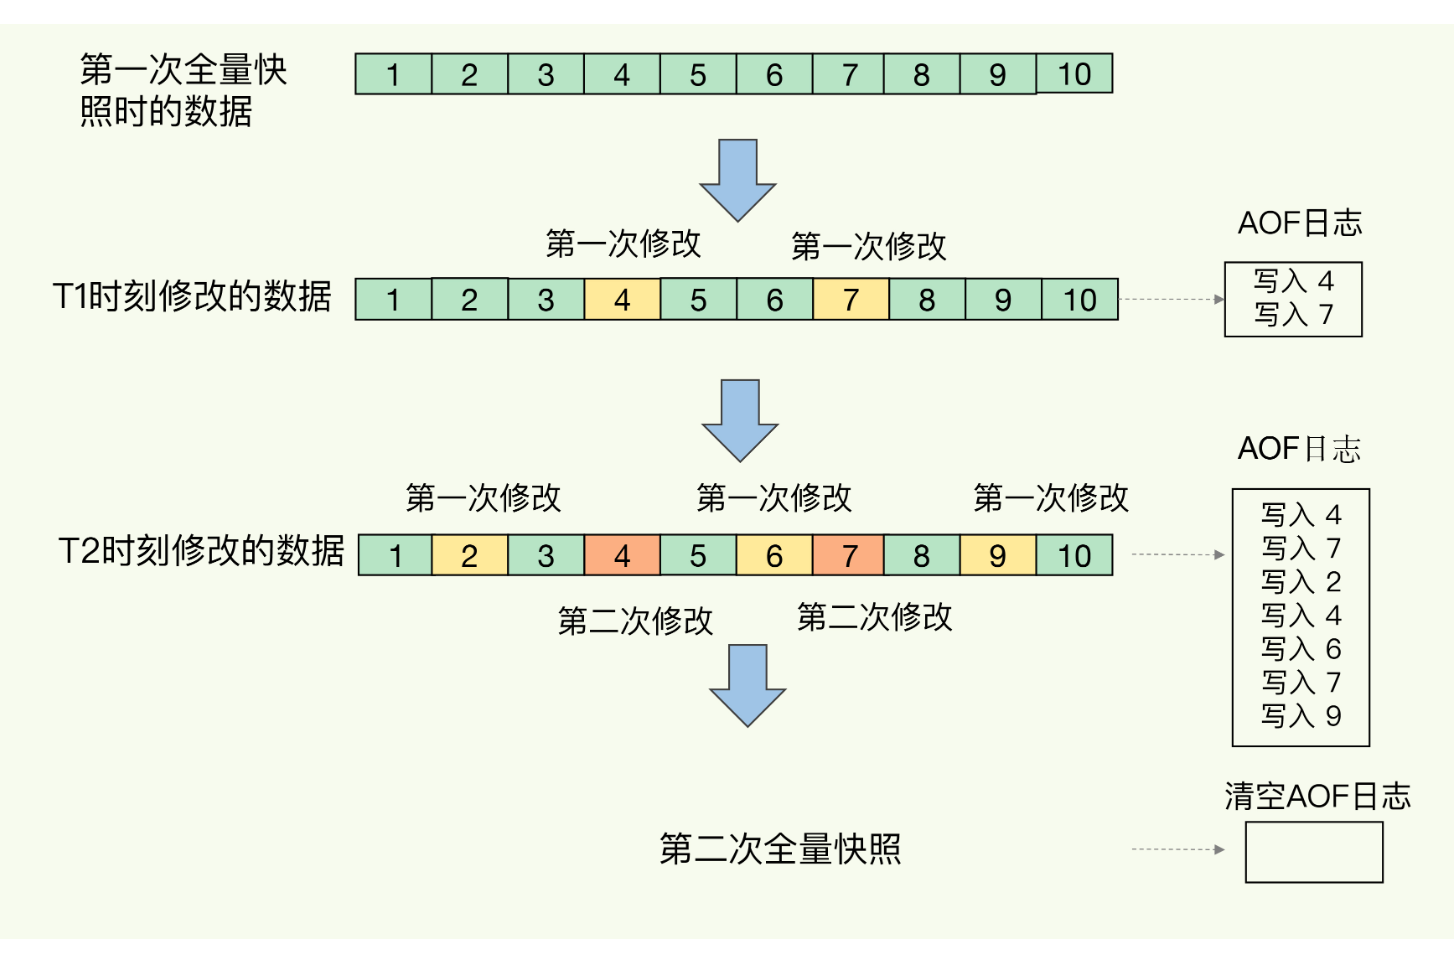 第一次全量快
照时的数据
1 2 3 4 5 6 7 8 9 10
AOF日志
第一次修改 第一次修改
T1时刻修改的数据 1 2 3 4 5 6 7 8 9 10
写入 4
写入 7
AOF日志
第一次修改 第一次修改 第一次修改
T2时刻修改的数据 1 2 3 4 5 6 7 8 9 10
第二次修改 第二次修改
写入 4
写入 7
写入 2
写入 4
写入 6
写入 7
写入 9
清空AOF日志
第二次全量快照